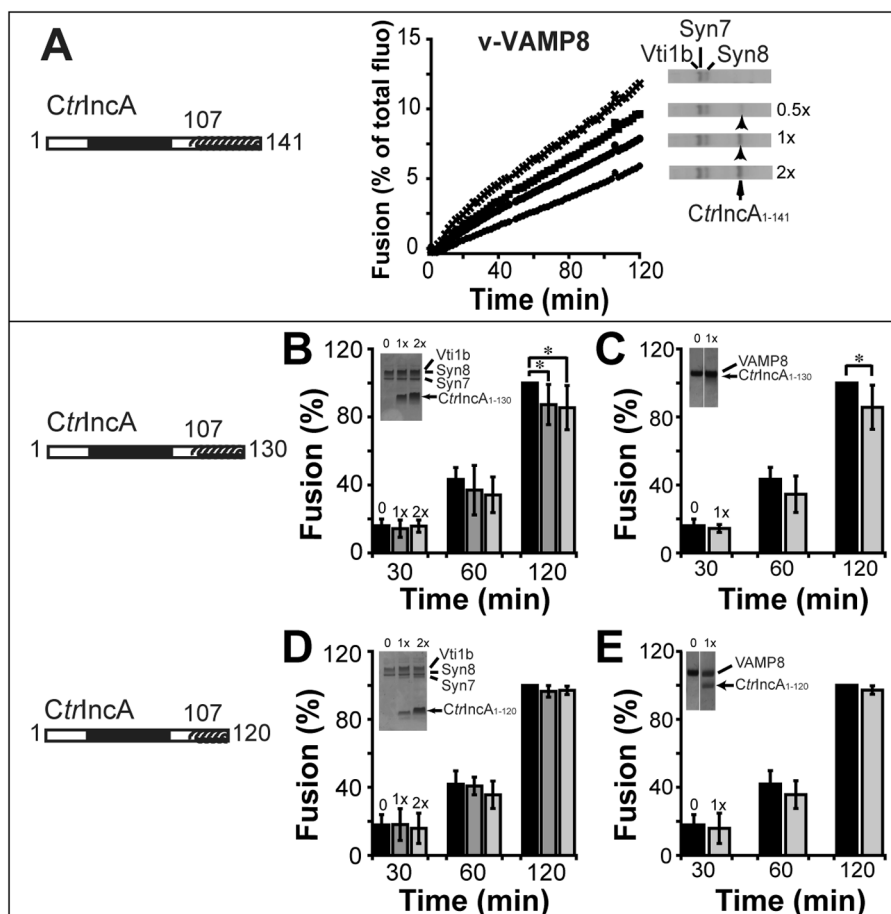 A
CtrIncA
1
107
141
v-VAMP8
Fusion (% of total fluo)
15
10
5
0
0
40
80
120
Time (min)
Syn7
Vti1b
Syn8
0.5x
1x
2x
CtrIncA1-141
CtrIncA
1
107
130
B
Fusion (%)
120
80
40
0
0 1x 2x
Vti1b
Syn8
Syn7
CtrIncA1-130
* *
0 1x 2x
30 60 120
Time (min)
C
Fusion (%)
120
80
40
0
0 1x
VAMP8
CtrIncA1-130
*
0 1x
30 60 120
Time (min)
CtrIncA
1
107
120
D
Fusion (%)
120
80
40
0
0 1x 2x
Vti1b
Syn8
Syn7
CtrIncA1-120
0 1x 2x
30 60 120
Time (min)
E
Fusion (%)
120
80
40
0
0 1x
VAMP8
CtrIncA1-120
0 1x
30 60 120
Time (min)